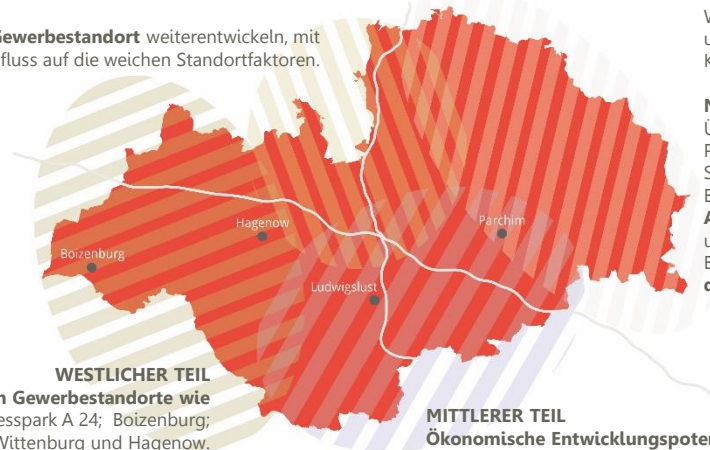 Gewerbestandort weiterentwickeln, mit
fluss auf die weichen Standortfaktoren.
Hagenow
Parchim
Boizenburg
Ludwigslust
WESTLICHER TEIL
n Gewerbestandorte wie
esspark A 24; Boizenburg;
Wittenburg und Hagenow.
MITTLERER TEIL
Ökonomische Entwicklungspoten